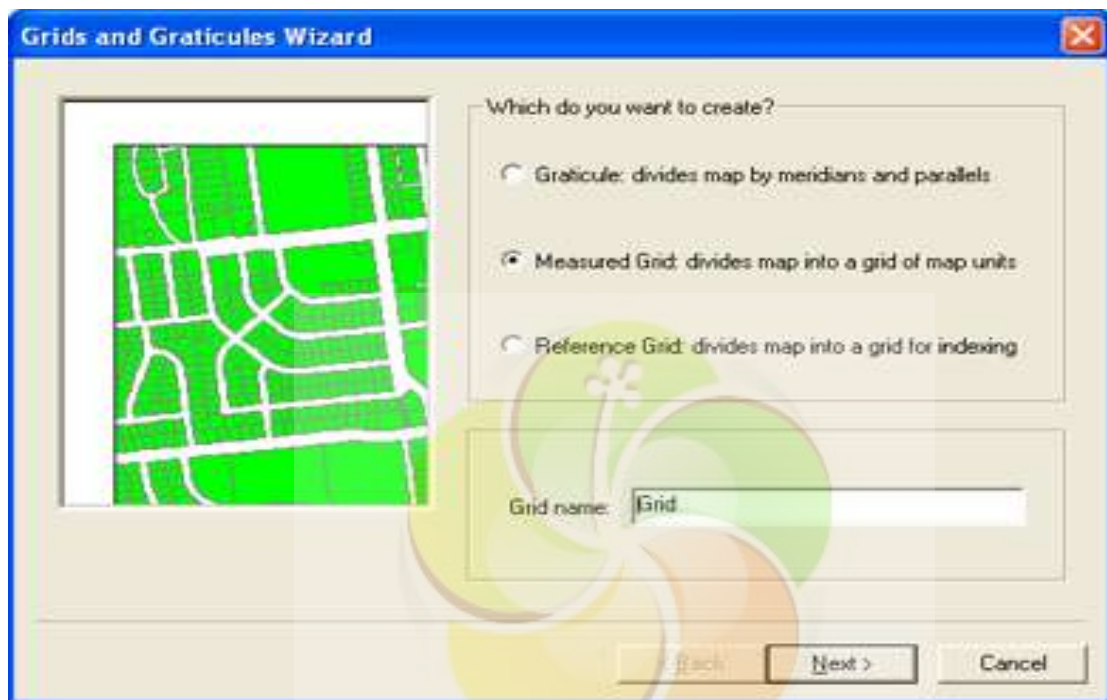 Grids and Graticules Wizard
Which do you want to create?
Graticule: divides map by meridians and parallels
Measured Grid: divides map into a grid of map units
Reference Grid: divides map into a grid for indexing
Grid name: Grid
< Back Next > Cancel